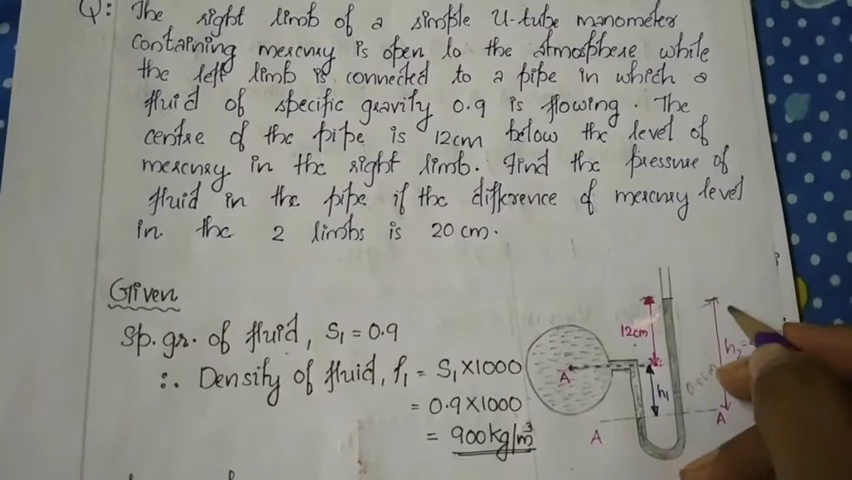 Q: The right limb of a simple U-tube manometer
containing mercury is open to the atmosphere while
the left limb is connected to a pipe in which a
fluid of specific gravity 0.9 is flowing. The
centre of the pipe is 12cm below the level of
mercury in the right limb. Find the pressure of
fluid in the pipe if the difference of mercury level
in the 2 limbs is 20 cm.
Given
Sp. gr. of fluid, S₁ = 0.9
∴ Density of fluid, ρ₁ = S₁ X 1000
= 0.9 X 1000
= 900 kg/m³
12cm
A
h₁
h₂=
A
A